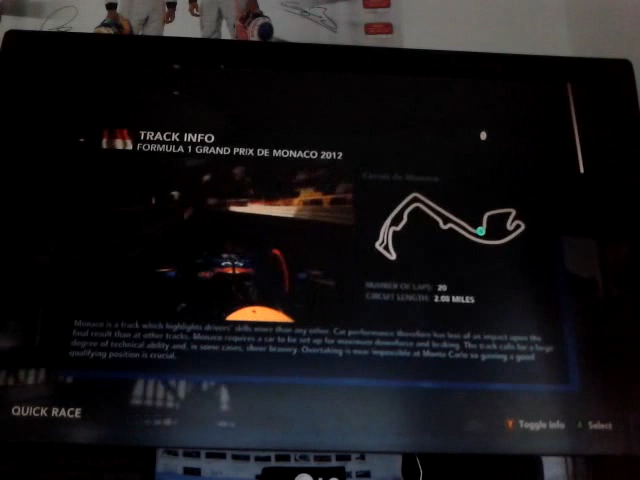 TRACK INFO
FORMULA 1 GRAND PRIX DE MONACO 2012
Circuit de Monaco
NUMBER OF LAPS: 20
CIRCUIT LENGTH: 2.08 MILES
Monaco is a track which highlights drivers' skills more than any other. Car performance therefore has less of an impact upon the
final result than at other tracks. Monaco requires a car to be set up for maximum downforce and braking. The track calls for a large
degree of technical ability and, in some cases, sheer bravery. Overtaking is near impossible at Monte Carlo so gaining a good
qualifying position is crucial.
QUICK RACE
Y Toggle info A Select
LG